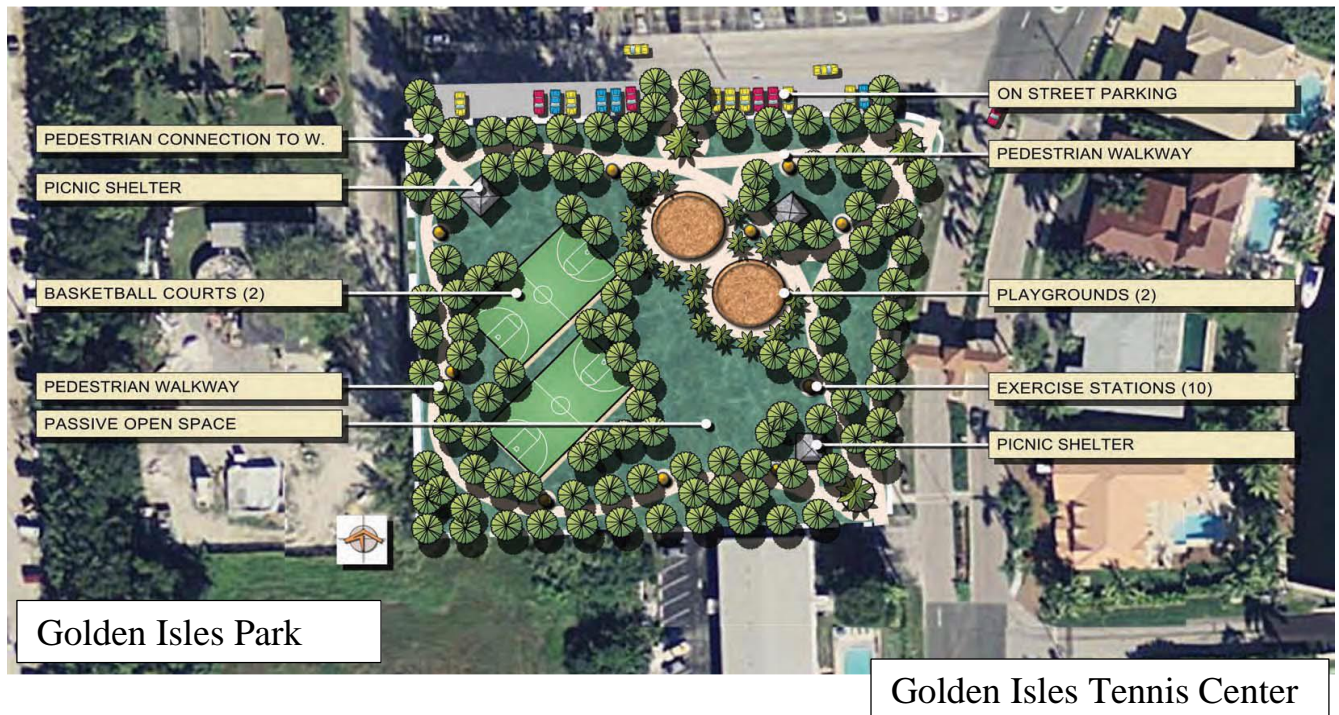 ON STREET PARKING
PEDESTRIAN CONNECTION TO W.
PEDESTRIAN WALKWAY
PICNIC SHELTER
BASKETBALL COURTS (2)
PLAYGROUNDS (2)
PEDESTRIAN WALKWAY
EXERCISE STATIONS (10)
PASSIVE OPEN SPACE
PICNIC SHELTER
Golden Isles Park
Golden Isles Tennis Center